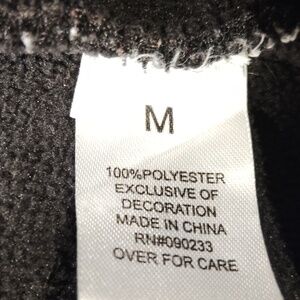 M
100%POLYESTER
EXCLUSIVE OF
DECORATION
MADE IN CHINA
RN#090233
OVER FOR CARE